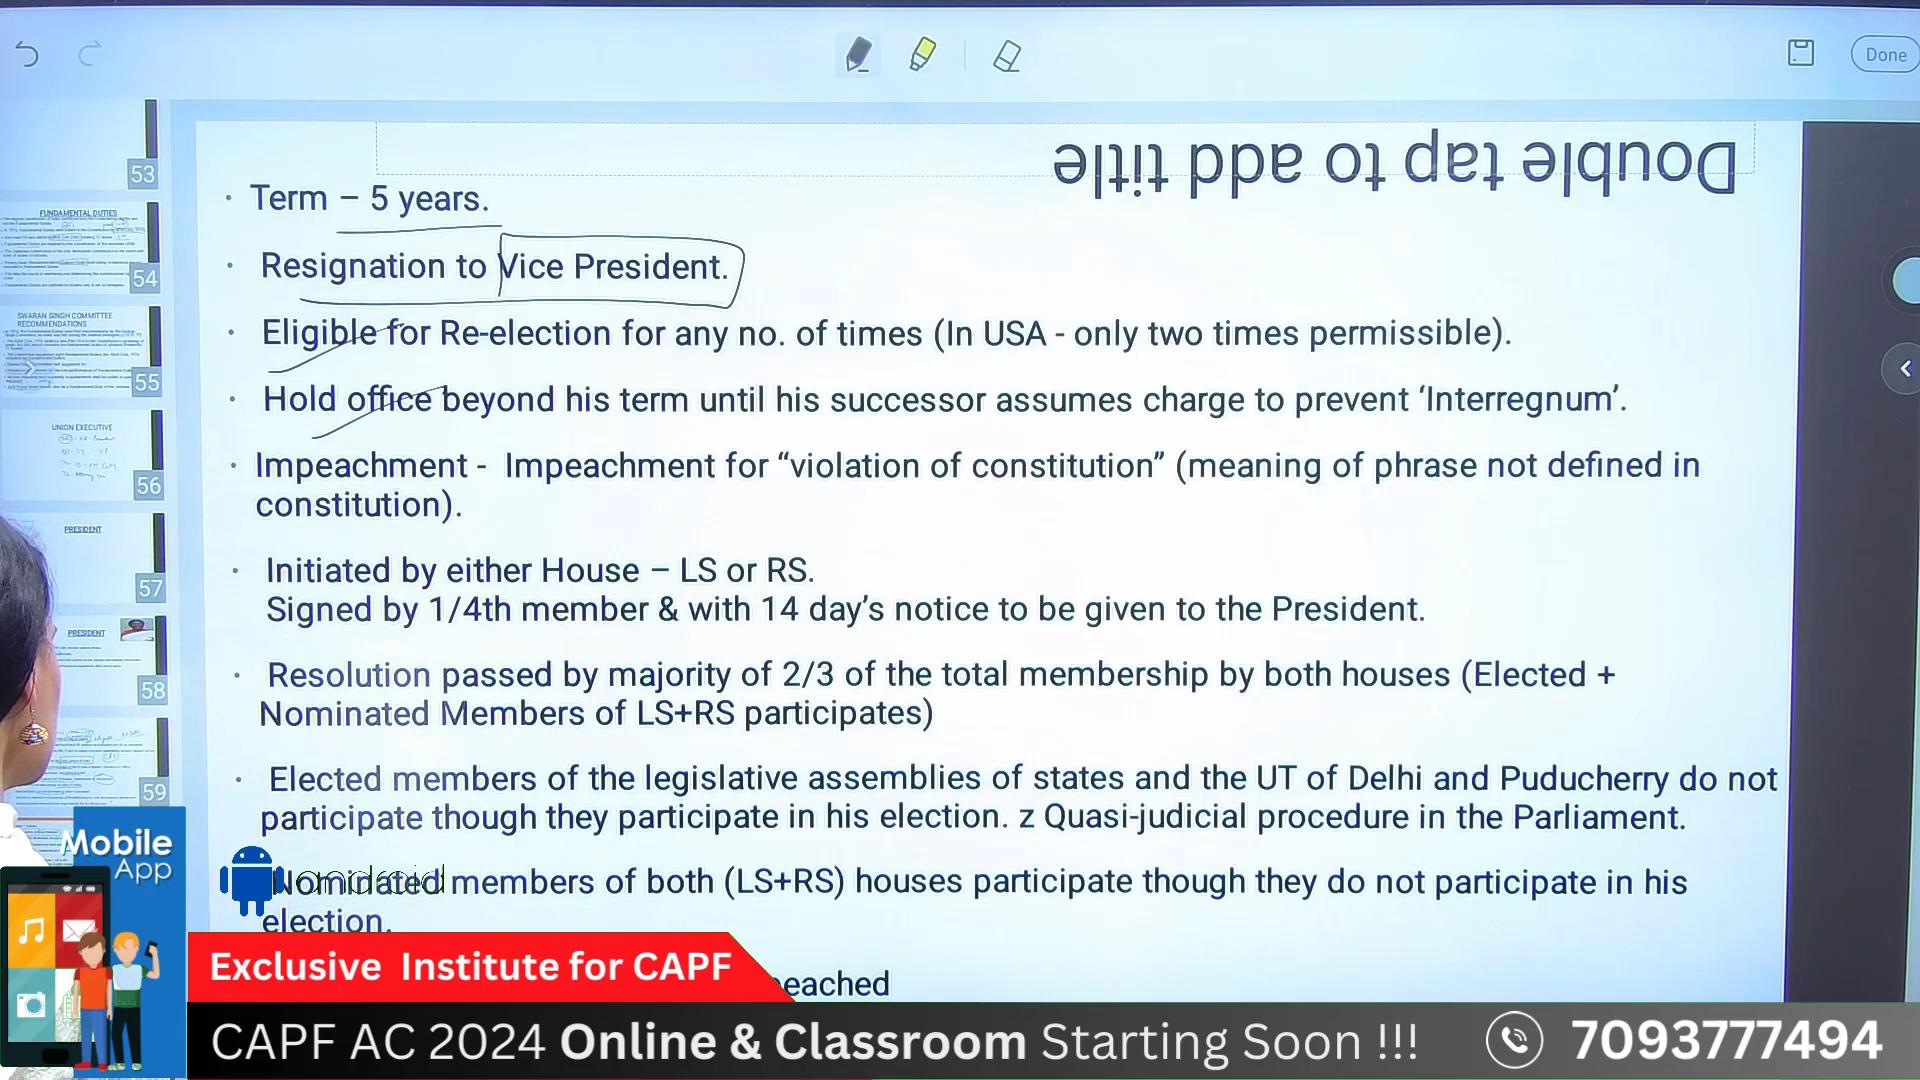 Done
Double tap to add title
Term – 5 years.
Resignation to Vice President.
Eligible for Re-election for any no. of times (In USA - only two times permissible).
Hold office beyond his term until his successor assumes charge to prevent ‘Interregnum’.
Impeachment - Impeachment for “violation of constitution” (meaning of phrase not defined in
constitution).
Initiated by either House – LS or RS.
Signed by 1/4th member & with 14 day’s notice to be given to the President.
Resolution passed by majority of 2/3 of the total membership by both houses (Elected +
Nominated Members of LS+RS participates)
Elected members of the legislative assemblies of states and the UT of Delhi and Puducherry do not
participate though they participate in his election. z Quasi-judicial procedure in the Parliament.
Nominated members of both (LS+RS) houses participate though they do not participate in his
election.
eached
53
FUNDAMENTAL DUTIES
54
SWARAN SINGH COMMITTEE
RECOMMENDATIONS
55
UNION EXECUTIVE
56
PRESIDENT
57
PRESIDENT
58
59
Mobile
App
android
Exclusive Institute for CAPF
CAPF AC 2024 Online & Classroom Starting Soon !!!
7093777494